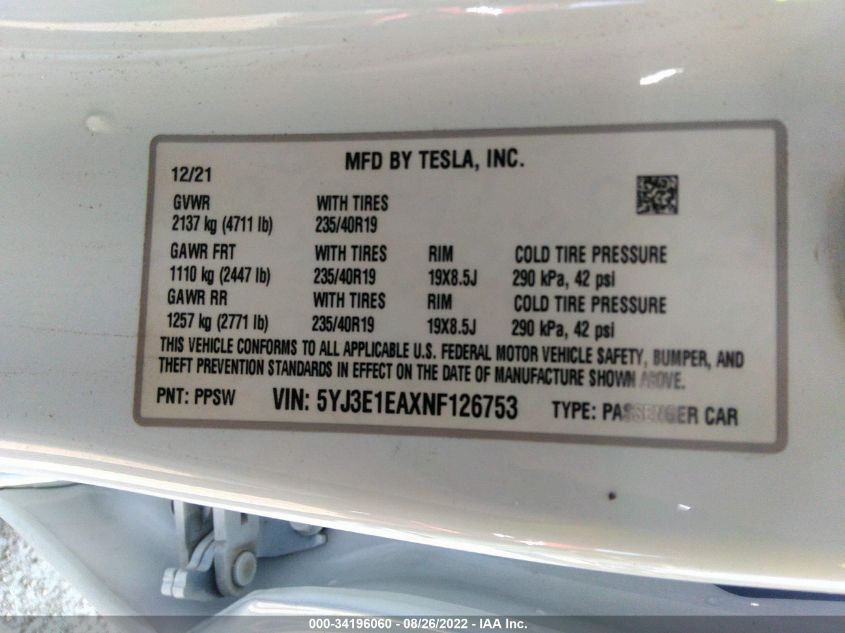 MFD BY TESLA, INC.
12/21
GVWR WITH TIRES
2137 kg (4711 lb) 235/40R19
GAWR FRT WITH TIRES RIM COLD TIRE PRESSURE
1110 kg (2447 lb) 235/40R19 19X8.5J 290 kPa, 42 psi
GAWR RR WITH TIRES RIM COLD TIRE PRESSURE
1257 kg (2771 lb) 235/40R19 19X8.5J 290 kPa, 42 psi
THIS VEHICLE CONFORMS TO ALL APPLICABLE U.S. FEDERAL MOTOR VEHICLE SAFETY, BUMPER, AND
THEFT PREVENTION STANDARDS IN EFFECT ON THE DATE OF MANUFACTURE SHOWN ABOVE.
PNT: PPSW VIN: 5YJ3E1EAXNF126753 TYPE: PASSENGER CAR
000-34196060 - 08/26/2022 - IAA Inc.